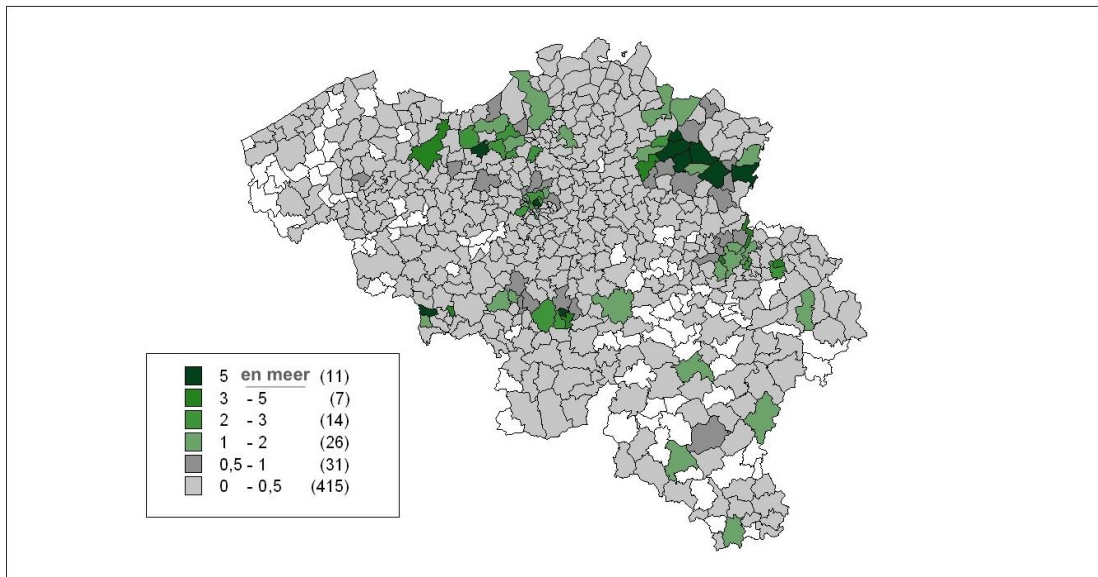 5 en meer (11)
3 - 5 (7)
2 - 3 (14)
1 - 2 (26)
0,5 - 1 (31)
0 - 0,5 (415)